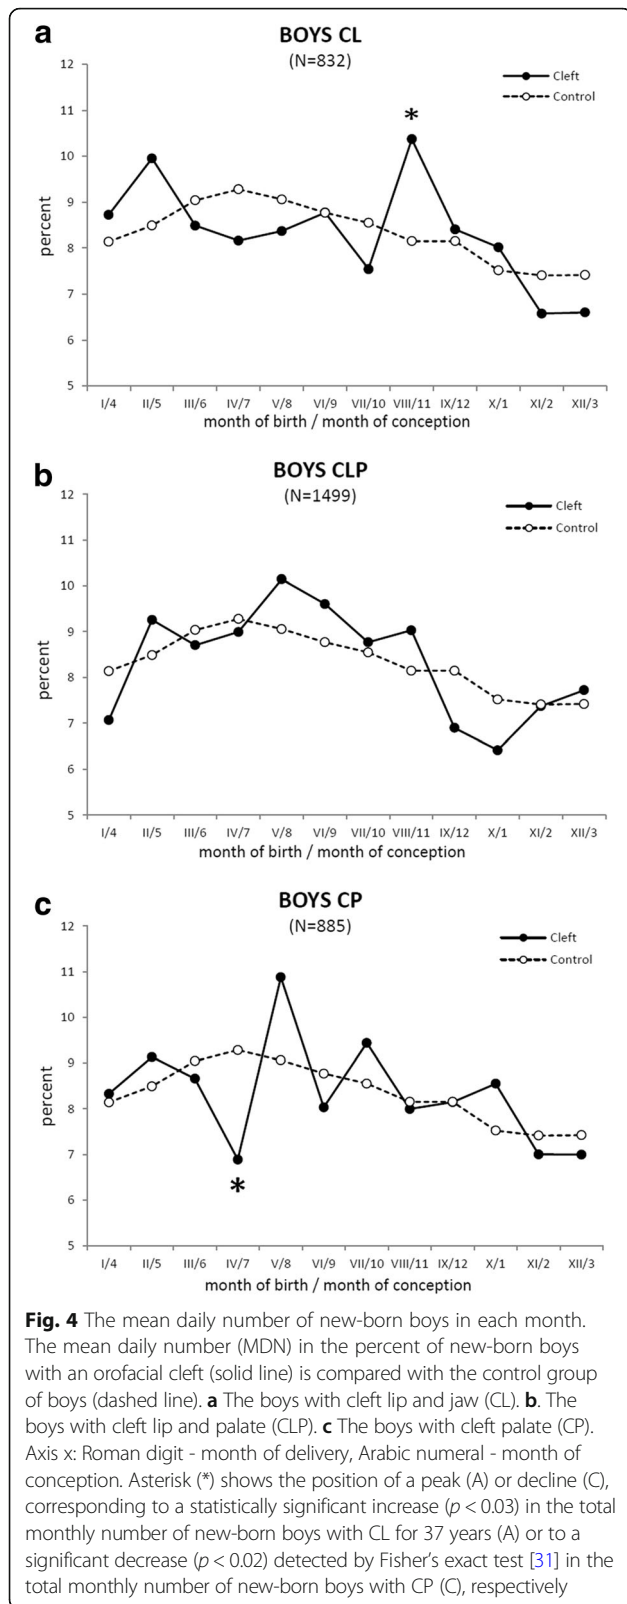 a
BOYS CL
(N=832)
12
11
10
9
8
7
6
5
percent
Cleft
Control
*
I/4 II/5 III/6 IV/7 V/8 VI/9 VII/10 VIII/11 IX/12 X/1 XI/2 XII/3
month of birth / month of conception
b
BOYS CLP
(N=1499)
12
11
10
9
8
7
6
5
percent
Cleft
Control
I/4 II/5 III/6 IV/7 V/8 VI/9 VII/10 VIII/11 IX/12 X/1 XI/2 XII/3
month of birth / month of conception
c
BOYS CP
(N=885)
12
11
10
9
8
7
6
5
percent
Cleft
Control
*
I/4 II/5 III/6 IV/7 V/8 VI/9 VII/10 VIII/11 IX/12 X/1 XI/2 XII/3
month of birth / month of conception
Fig. 4 The mean daily number of new-born boys in each month.
The mean daily number (MDN) in the percent of new-born boys
with an orofacial cleft (solid line) is compared with the control group
of boys (dashed line). a The boys with cleft lip and jaw (CL). b. The
boys with cleft lip and palate (CLP). c The boys with cleft palate (CP).
Axis x: Roman digit - month of delivery, Arabic numeral - month of
conception. Asterisk (*) shows the position of a peak (A) or decline (C),
corresponding to a statistically significant increase (p < 0.03) in the total
monthly number of new-born boys with CL for 37 years (A) or to a
significant decrease (p < 0.02) detected by Fisher's exact test [31] in the
total monthly number of new-born boys with CP (C), respectively